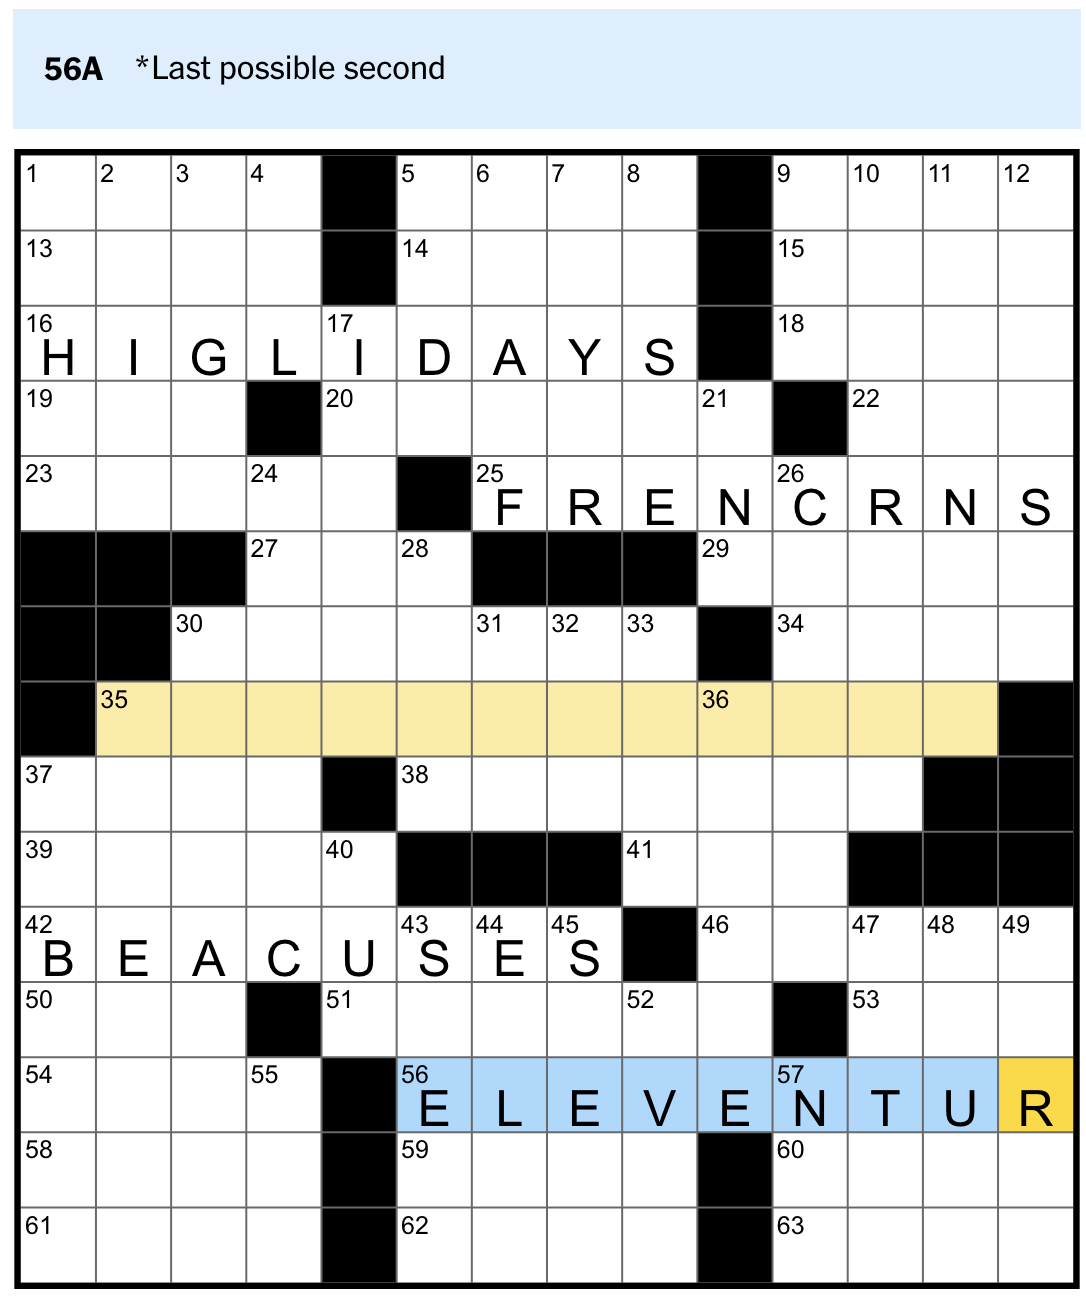 56A *Last possible second
1 2 3 4 5 6 7 8 9 10 11 12
13 14 15
16 17 18
H I G L I D A Y S
19 20 21 22
23 24 25 26
F R E N C R N S
27 28 29
30 31 32 33 34
35 36
37 38
39 40 41
42 43 44 45 46 47 48 49
B E A C U S E S
50 51 52 53
54 55 56 57
E L E V E N T U R
58 59 60
61 62 63